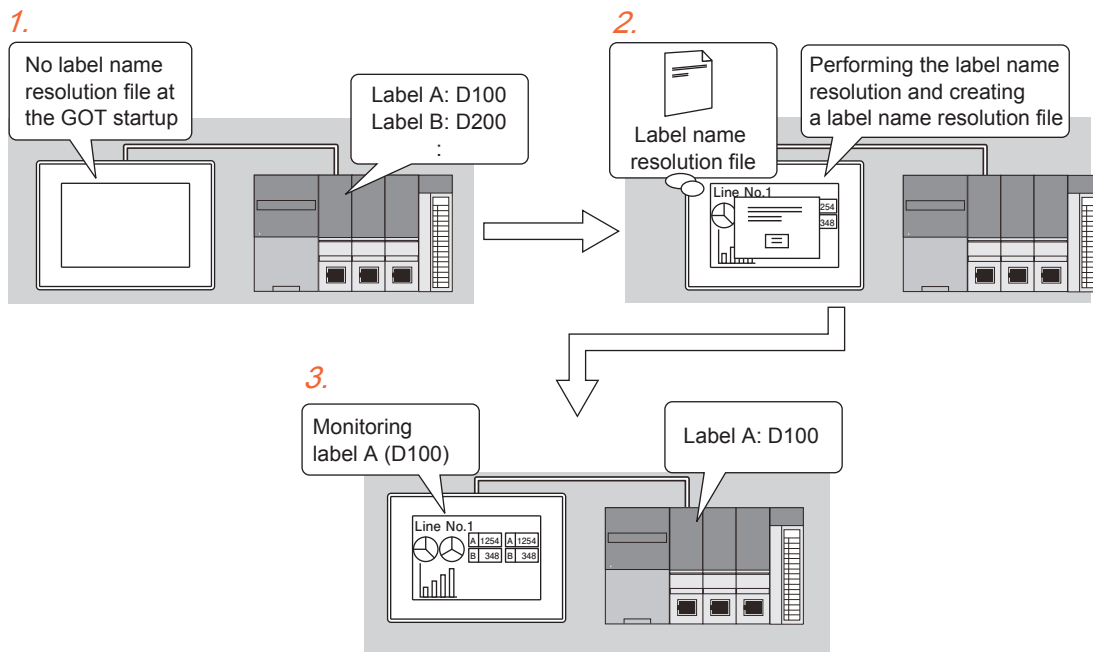 1.
No label name
resolution file at
the GOT startup
Label A: D100
Label B: D200
:
2.
Label name
resolution file
Performing the label name
resolution and creating
a label name resolution file
Line No.1
254
348
3.
Monitoring
label A (D100)
Label A: D100
Line No.1
A 1254 A 1254
B 348 B 348